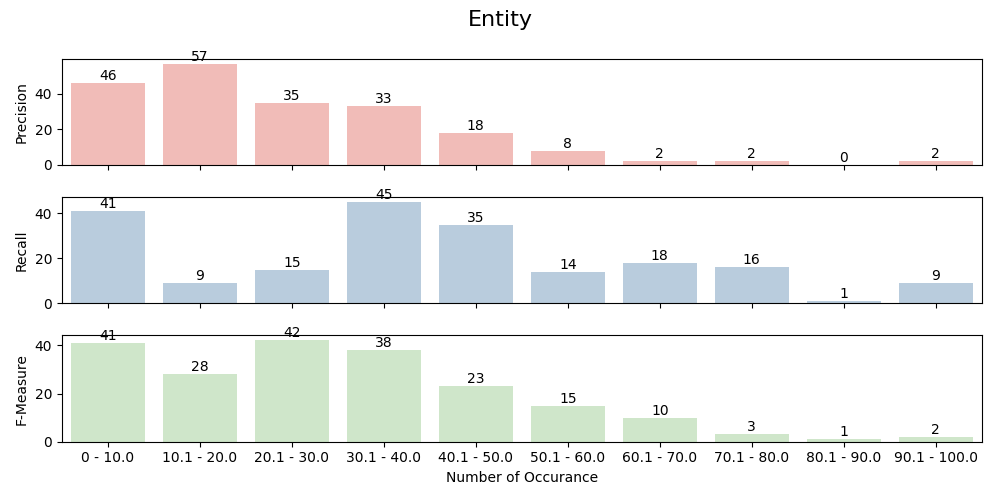 Entity
Precision
40
20
0
46
57
35
33
18
8
2
2
0
2
Recall
40
20
0
41
9
15
45
35
14
18
16
1
9
F-Measure
40
20
0
41
28
42
38
23
15
10
3
1
2
0 - 10.0
10.1 - 20.0
20.1 - 30.0
30.1 - 40.0
40.1 - 50.0
50.1 - 60.0
60.1 - 70.0
70.1 - 80.0
80.1 - 90.0
90.1 - 100.0
Number of Occurance